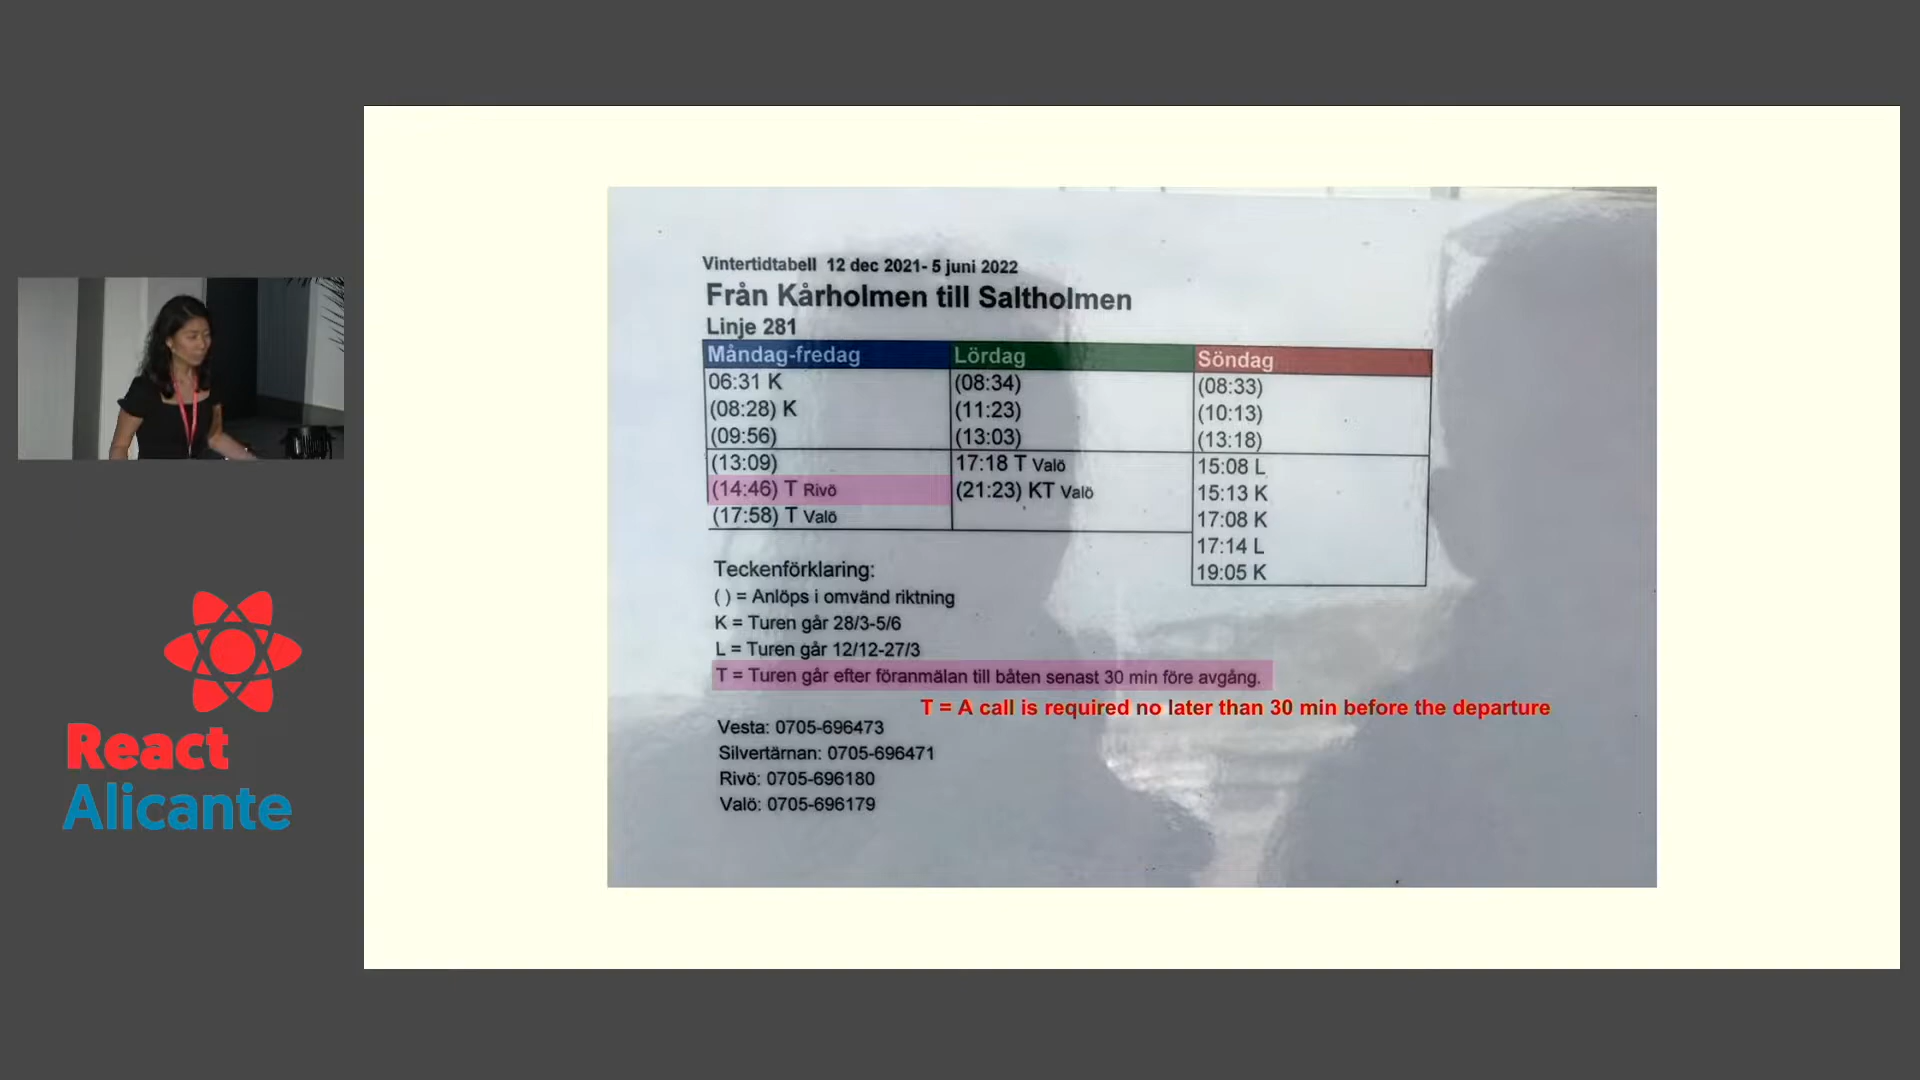 Vintertidtabell 12 dec 2021- 5 juni 2022
Från Kårholmen till Saltholmen
Linje 281
Måndag-fredag Lördag Söndag
06:31 K (08:34) (08:33)
(08:28) K (11:23) (10:13)
(09:56) (13:03) (13:18)
(13:09) 17:18 T Valö 15:08 L
(14:46) T Rivö (21:23) KT Valö 15:13 K
(17:58) T Valö 17:08 K
17:14 L
19:05 K
Teckenförklaring:
( ) = Anlöps i omvänd riktning
K = Turen går 28/3-5/6
L = Turen går 12/12-27/3
T = Turen går efter föranmälan till båten senast 30 min före avgång.
T = A call is required no later than 30 min before the departure
Vesta: 0705-696473
Silvertärnan: 0705-696471
Rivö: 0705-696180
Valö: 0705-696179
React
Alicante